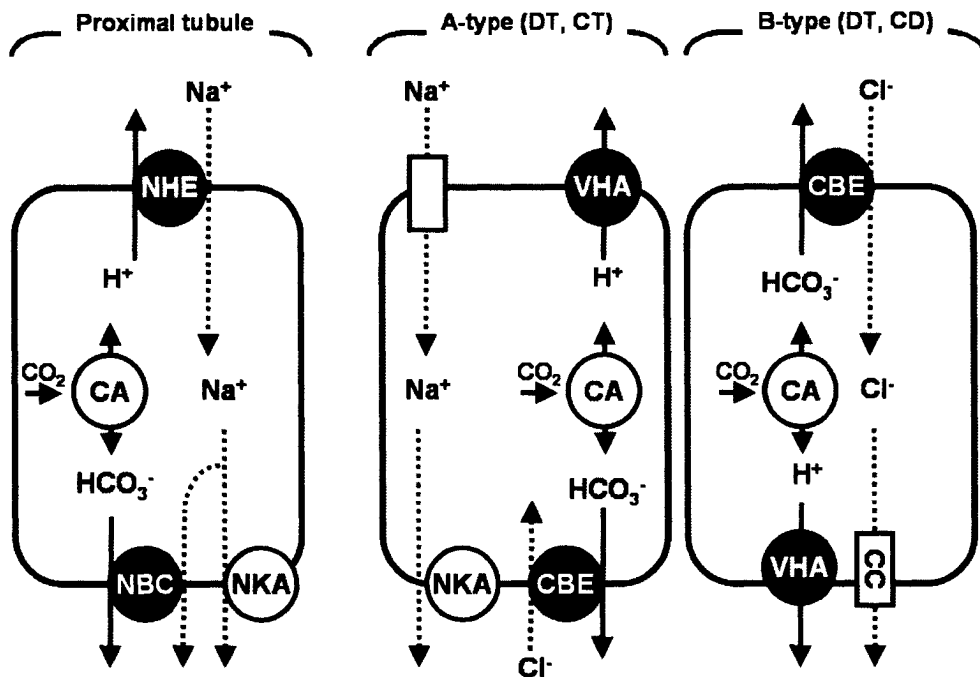 Proximal tubule
Na⁺
NHE
H⁺
CO₂
CA
Na⁺
HCO₃⁻
NBC
NKA
A-type (DT, CT)
Na⁺
VHA
H⁺
Na⁺
CO₂
CA
HCO₃⁻
NKA
CBE
Cl⁻
B-type (DT, CD)
Cl⁻
CBE
HCO₃⁻
CO₂
CA
Cl⁻
H⁺
VHA
CC